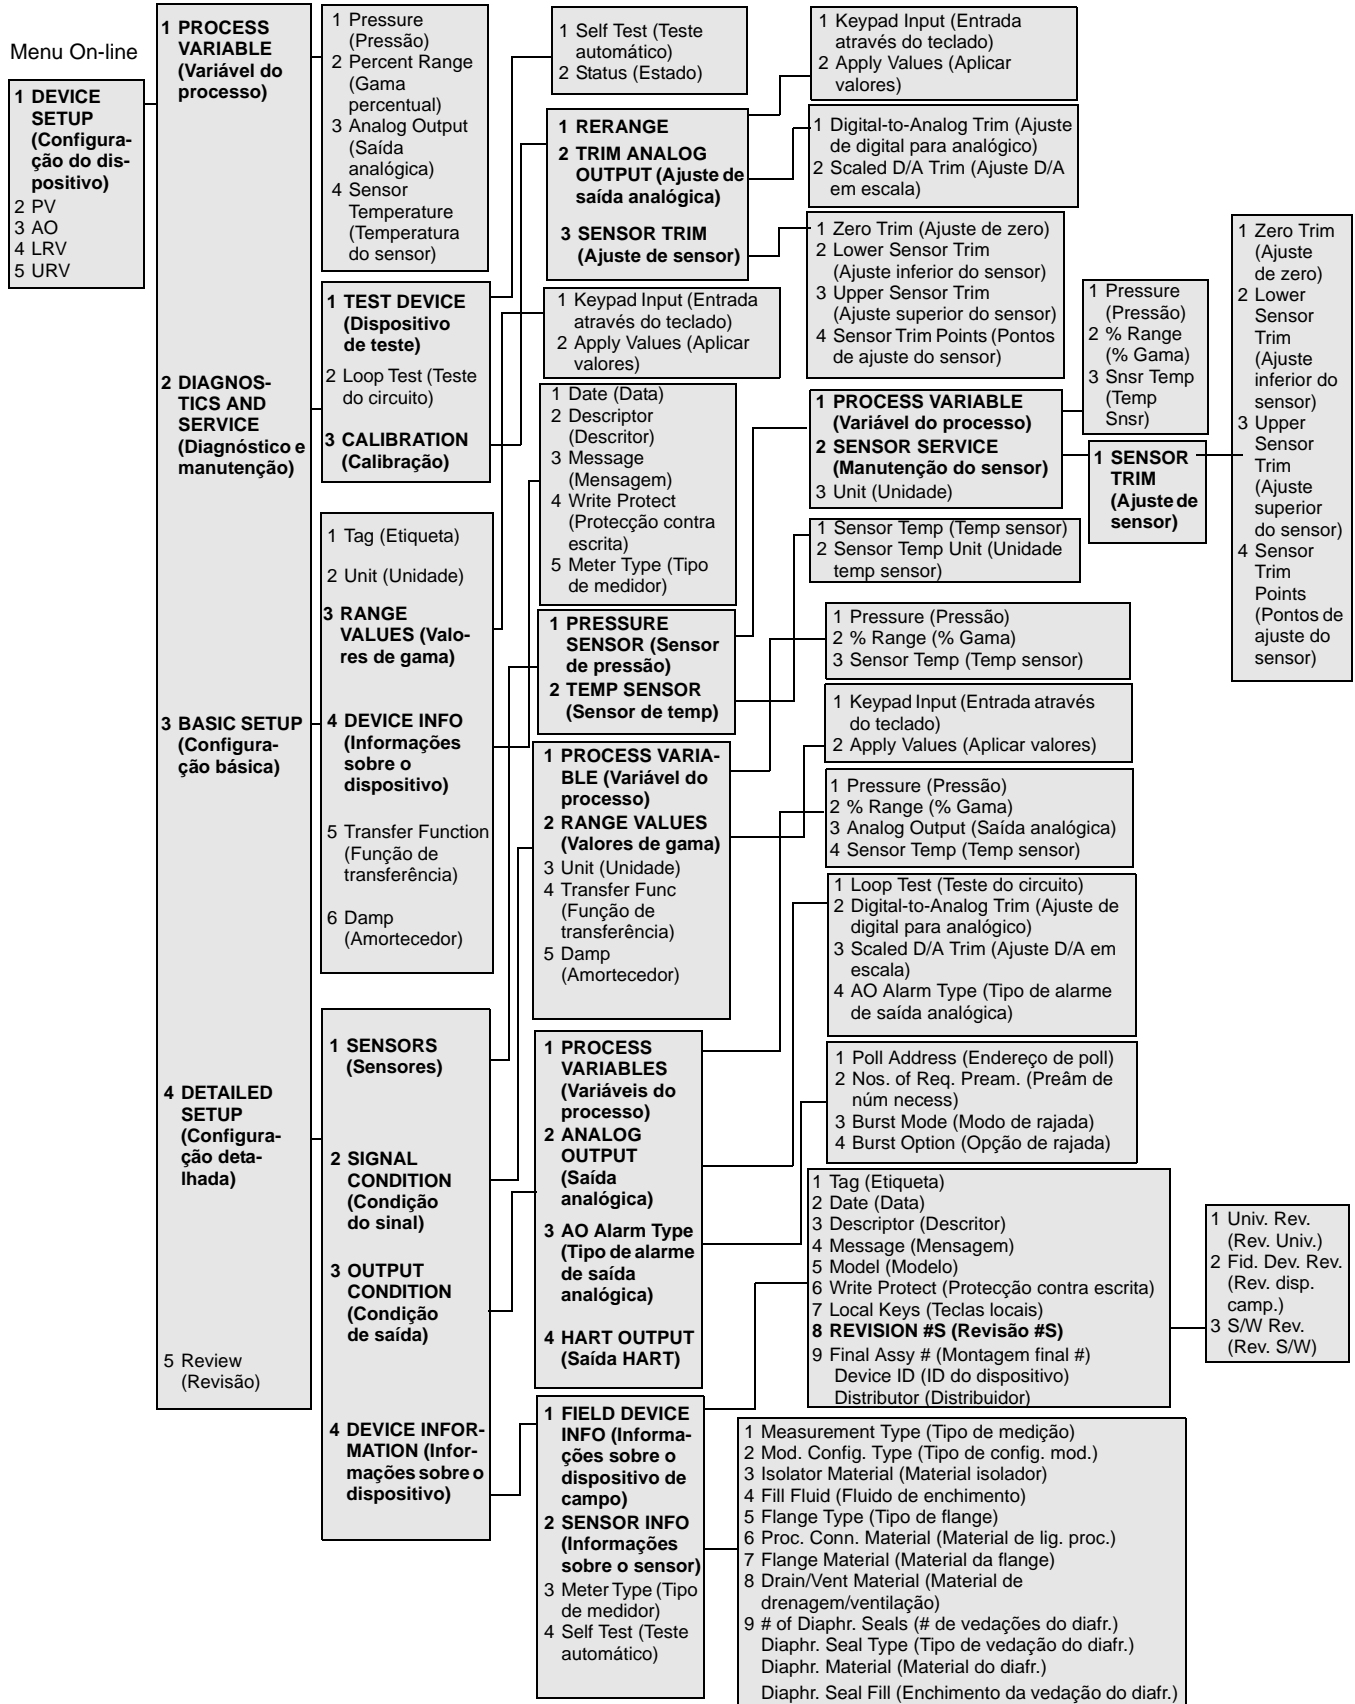 Menu On-line
1 DEVICE
SETUP
(Configura-
ção do dis-
positivo)
2 PV
3 AO
4 LRV
5 URV
1 PROCESS
VARIABLE
(Variável do
processo)
2 DIAGNOS-
TICS AND
SERVICE
(Diagnóstico e
manutenção)
3 BASIC SETUP
(Configura-
ção básica)
4 DETAILED
SETUP
(Configura-
ção deta-
lhada)
5 Review
(Revisão)
1 Pressure
(Pressão)
2 Percent Range
(Gama
percentual)
3 Analog Output
(Saída
analógica)
4 Sensor
Temperature
(Temperatura
do sensor)
1 TEST DEVICE
(Dispositivo
de teste)
2 Loop Test (Teste
do circuito)
3 CALIBRATION
(Calibração)
1 Tag (Etiqueta)
2 Unit (Unidade)
3 RANGE
VALUES (Valo-
res de gama)
4 DEVICE INFO
(Informações
sobre o
dispositivo)
5 Transfer Function
(Função de
transferência)
6 Damp
(Amortecedor)
1 SENSORS
(Sensores)
2 SIGNAL
CONDITION
(Condição
do sinal)
3 OUTPUT
CONDITION
(Condição
de saída)
4 DEVICE INFOR-
MATION (Infor-
mações sobre o
dispositivo)
1 Self Test (Teste
automático)
2 Status (Estado)
1 RERANGE
2 TRIM ANALOG
OUTPUT (Ajuste de
saída analógica)
3 SENSOR TRIM
(Ajuste de sensor)
1 Keypad Input (Entrada
através do teclado)
2 Apply Values (Aplicar
valores)
1 Date (Data)
2 Descriptor
(Descritor)
3 Message
(Mensagem)
4 Write Protect
(Protecção contra
escrita)
5 Meter Type (Tipo
de medidor)
1 PRESSURE
SENSOR (Sensor
de pressão)
2 TEMP SENSOR
(Sensor de temp)
1 PROCESS VARIA-
BLE (Variável do
processo)
2 RANGE VALUES
(Valores de gama)
3 Unit (Unidade)
4 Transfer Func
(Função de
transferência)
5 Damp
(Amortecedor)
1 PROCESS
VARIABLES
(Variáveis do
processo)
2 ANALOG
OUTPUT
(Saída
analógica)
3 AO Alarm Type
(Tipo de alarme
de saída
analógica)
4 HART OUTPUT
(Saída HART)
1 FIELD DEVICE
INFO (Informa-
ções sobre o
dispositivo de
campo)
2 SENSOR INFO
(Informações
sobre o sensor)
3 Meter Type (Tipo
de medidor)
4 Self Test (Teste
automático)
1 Keypad Input (Entrada
através do teclado)
2 Apply Values (Aplicar
valores)
1 Digital-to-Analog Trim (Ajuste
de digital para analógico)
2 Scaled D/A Trim (Ajuste D/A
em escala)
1 Zero Trim (Ajuste de zero)
2 Lower Sensor Trim
(Ajuste inferior do sensor)
3 Upper Sensor Trim
(Ajuste superior do sensor)
4 Sensor Trim Points (Pontos
de ajuste do sensor)
1 PROCESS VARIABLE
(Variável do processo)
2 SENSOR SERVICE
(Manutenção do sensor)
3 Unit (Unidade)
1 Sensor Temp (Temp sensor)
2 Sensor Temp Unit (Unidade
temp sensor)
1 Pressure (Pressão)
2 % Range (% Gama)
3 Sensor Temp (Temp sensor)
1 Keypad Input (Entrada através
do teclado)
2 Apply Values (Aplicar valores)
1 Pressure (Pressão)
2 % Range (% Gama)
3 Analog Output (Saída analógica)
4 Sensor Temp (Temp sensor)
1 Loop Test (Teste do circuito)
2 Digital-to-Analog Trim (Ajuste de
digital para analógico)
3 Scaled D/A Trim (Ajuste D/A em
escala)
4 AO Alarm Type (Tipo de alarme
de saída analógica)
1 Poll Address (Endereço de poll)
2 Nos. of Req. Pream. (Preâm de
núm necess)
3 Burst Mode (Modo de rajada)
4 Burst Option (Opção de rajada)
1 Tag (Etiqueta)
2 Date (Data)
3 Descriptor (Descritor)
4 Message (Mensagem)
5 Model (Modelo)
6 Write Protect (Protecção contra escrita)
7 Local Keys (Teclas locais)
8 REVISION #S (Revisão #S)
9 Final Assy # (Montagem final #)
Device ID (ID do dispositivo)
Distributor (Distribuidor)
1 Measurement Type (Tipo de medição)
2 Mod. Config. Type (Tipo de config. mod.)
3 Isolator Material (Material isolador)
4 Fill Fluid (Fluido de enchimento)
5 Flange Type (Tipo de flange)
6 Proc. Conn. Material (Material de lig. proc.)
7 Flange Material (Material da flange)
8 Drain/Vent Material (Material de
drenagem/ventilação)
9 # of Diaphr. Seals (# de vedações do diafr.)
Diaphr. Seal Type (Tipo de vedação do diafr.)
Diaphr. Material (Material do diafr.)
Diaphr. Seal Fill (Enchimento da vedação do diafr.)
1 Pressure
(Pressão)
2 % Range
(% Gama)
3 Snsr Temp
(Temp
Snsr)
1 SENSOR
TRIM
(Ajuste de
sensor)
1 Zero Trim
(Ajuste
de zero)
2 Lower
Sensor
Trim
(Ajuste
inferior do
sensor)
3 Upper
Sensor
Trim
(Ajuste
superior
do sensor)
4 Sensor
Trim
Points
(Pontos de
ajuste do
sensor)
1 Univ. Rev.
(Rev. Univ.)
2 Fid. Dev. Rev.
(Rev. disp.
camp.)
3 S/W Rev.
(Rev. S/W)